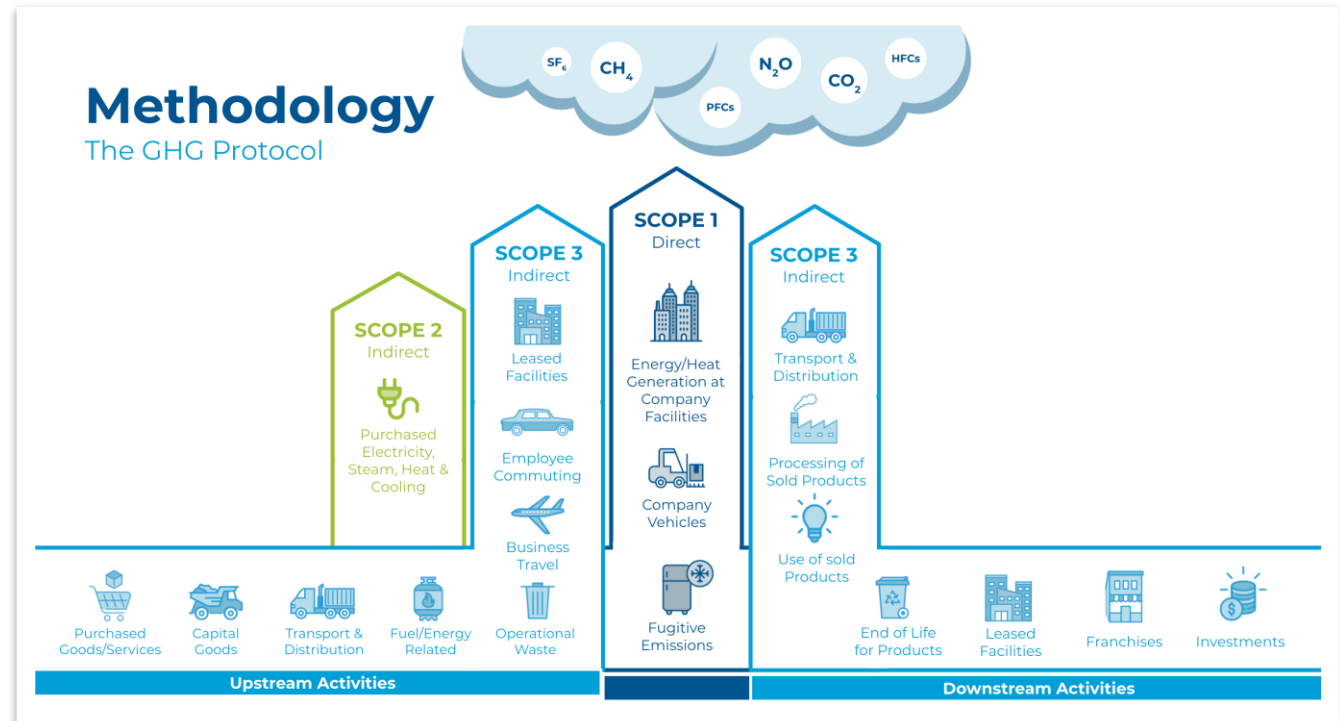 Methodology
The GHG Protocol
SF₆
CH₄
PFCs
N₂O
CO₂
HFCs
SCOPE 2
Indirect
Purchased
Electricity,
Steam, Heat &
Cooling
SCOPE 3
Indirect
Leased
Facilities
Employee
Commuting
Business
Travel
SCOPE 1
Direct
Energy/Heat
Generation at
Company
Facilities
Company
Vehicles
Fugitive
Emissions
SCOPE 3
Indirect
Transport &
Distribution
Processing of
Sold Products
Use of sold
Products
Purchased
Goods/Services
Capital
Goods
Transport &
Distribution
Fuel/Energy
Related
Operational
Waste
End of Life
for Products
Leased
Facilities
Franchises
Investments
Upstream Activities
Downstream Activities